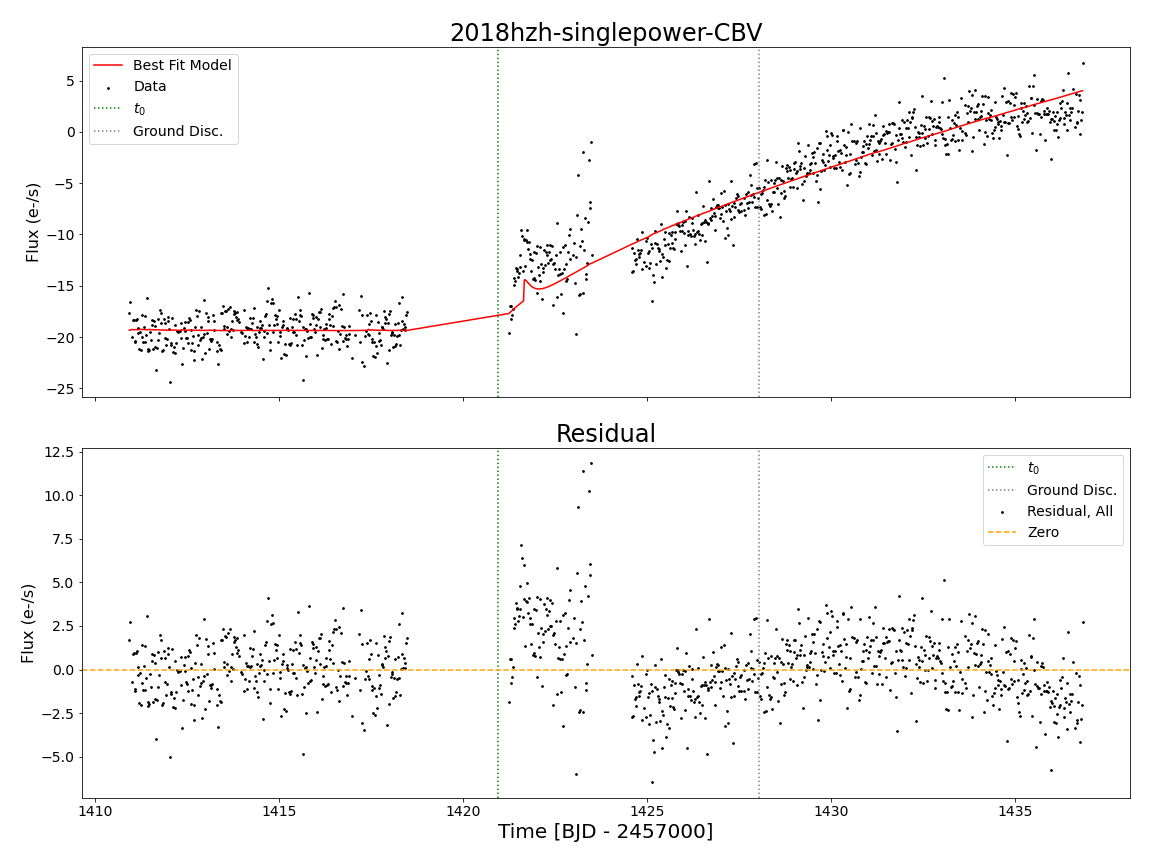 2018hzh-singlepower-CBV
Best Fit Model
Data
t₀
Ground Disc.
5
0
−5
−10
−15
−20
−25
Flux (e-/s)
Residual
t₀
Ground Disc.
Residual, All
Zero
12.5
10.0
7.5
5.0
2.5
0.0
−2.5
−5.0
Flux (e-/s)
1410 1415 1420 1425 1430 1435
Time [BJD - 2457000]